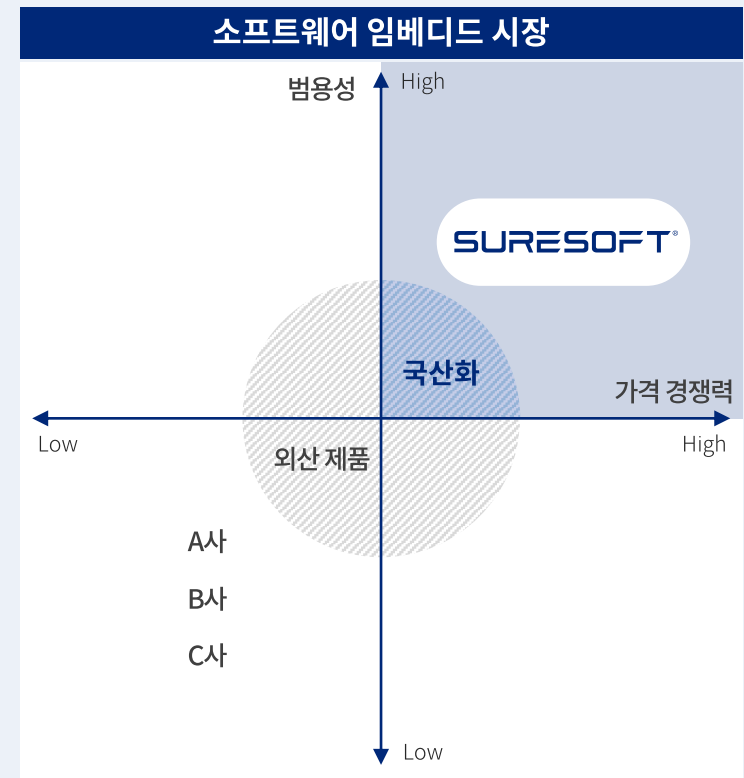 소프트웨어 임베디드 시장
범용성
High
SURESOFT®
국산화
가격 경쟁력
Low
High
외산 제품
A사
B사
C사
Low